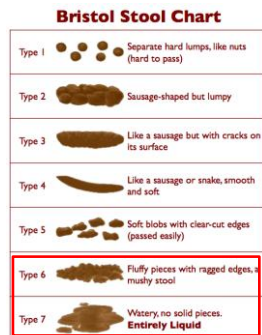 Bristol Stool Chart
Type 1
Separate hard lumps, like nuts
(hard to pass)
Type 2
Sausage-shaped but lumpy
Type 3
Like a sausage but with cracks on
its surface
Type 4
Like a sausage or snake, smooth
and soft
Type 5
Soft blobs with clear-cut edges
(passed easily)
Type 6
Fluffy pieces with ragged edges, a
mushy stool
Type 7
Watery, no solid pieces.
Entirely Liquid